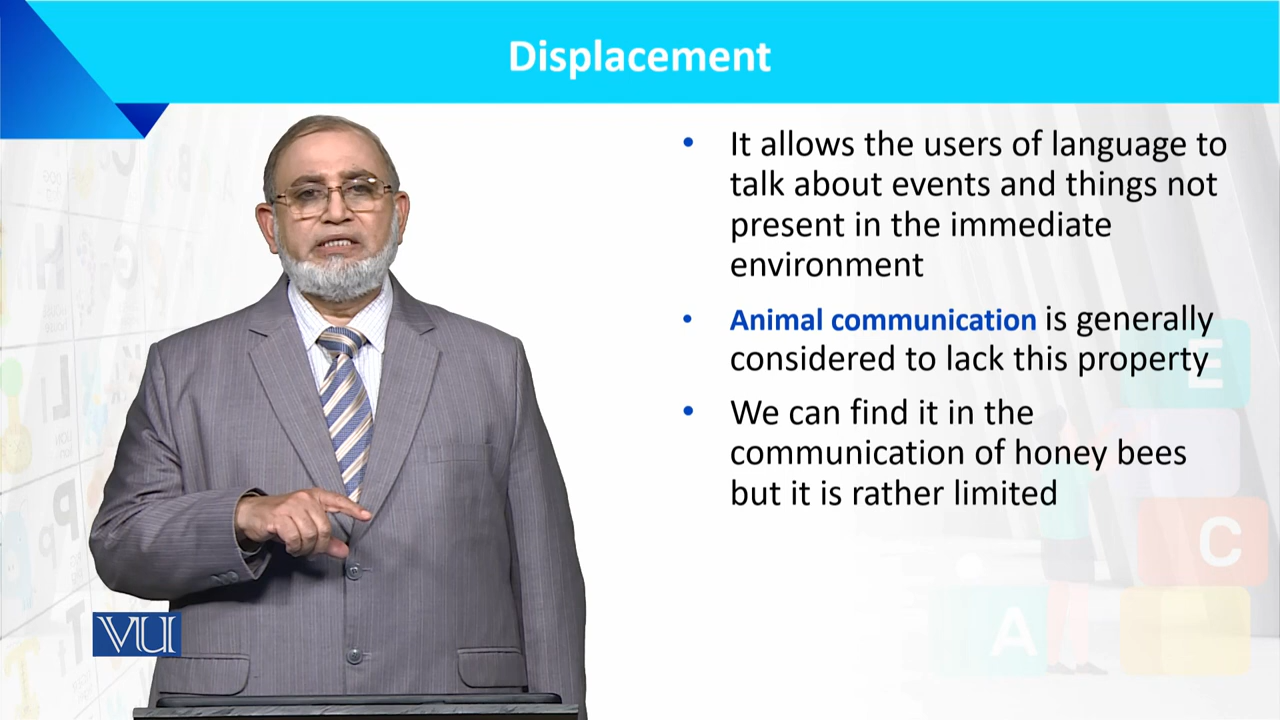 Displacement
• It allows the users of language to
talk about events and things not
present in the immediate
environment
• Animal communication is generally
considered to lack this property
• We can find it in the
communication of honey bees
but it is rather limited
VU
E
C
A